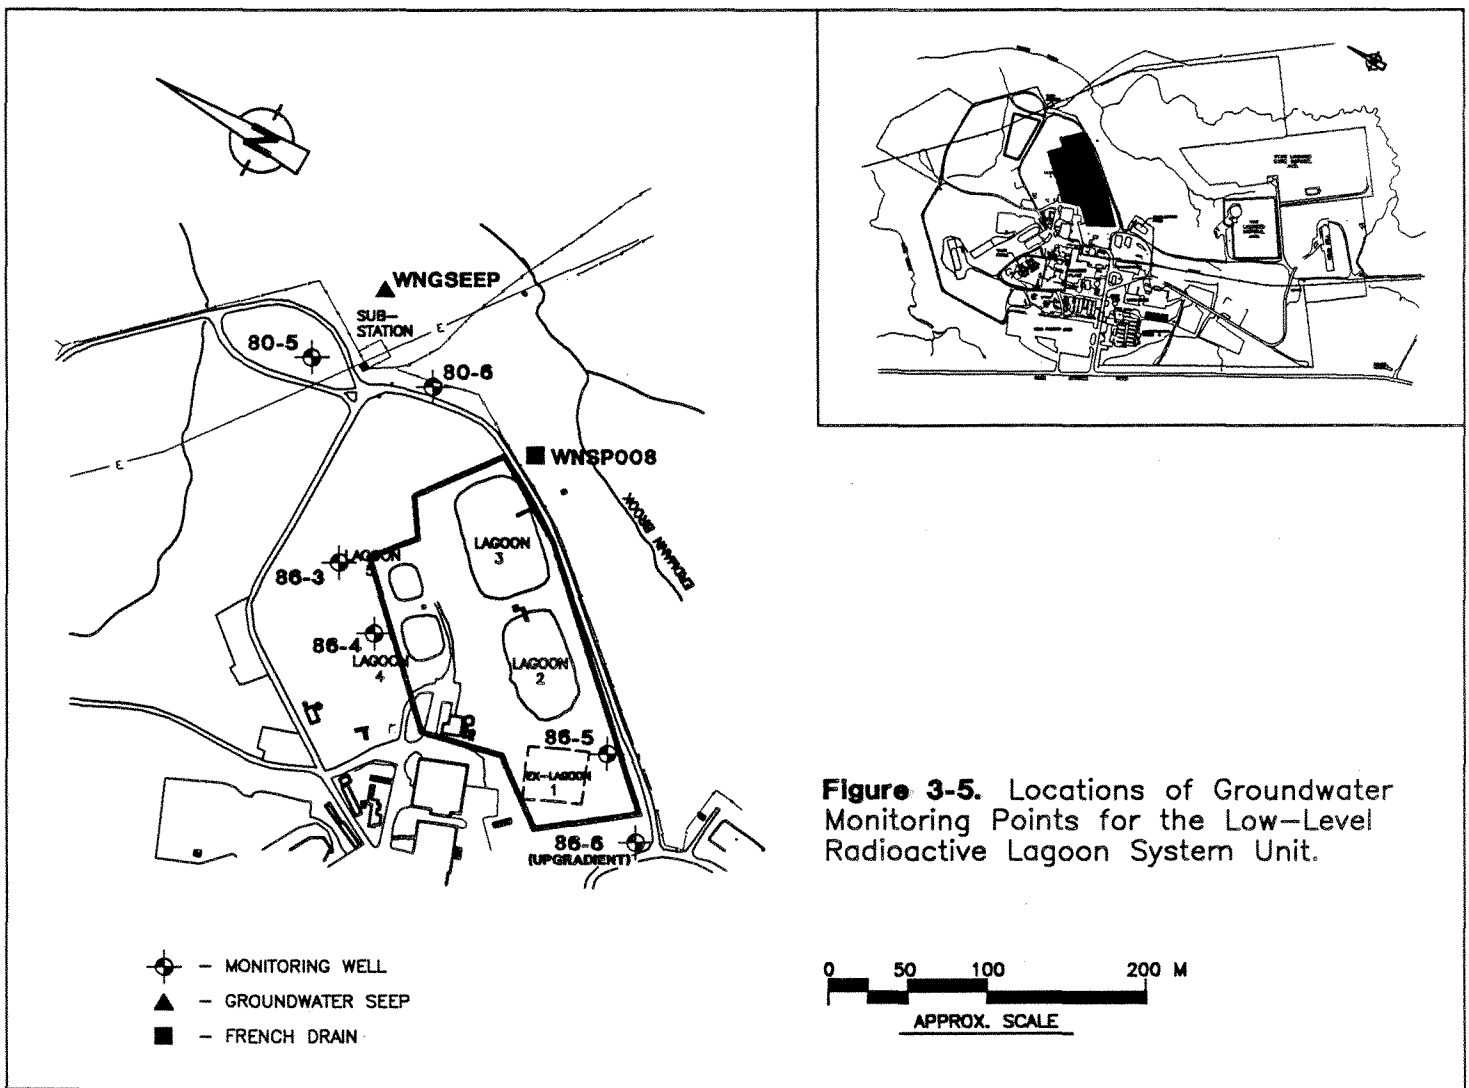 N
WNGSEEP
SUB-
STATION
80-5
E
80-6
E
WNSP008
ERDMANN BROOK
LAGOON
3
LAGOON
5
86-3
86-4
LAGOON
4
LAGOON
2
86-5
EX-LAGOON
1
86-6
(UPGRADIENT)
Figure 3-5. Locations of Groundwater
Monitoring Points for the Low-Level
Radioactive Lagoon System Unit.
- MONITORING WELL
- GROUNDWATER SEEP
- FRENCH DRAIN
0 50 100 200 M
APPROX. SCALE